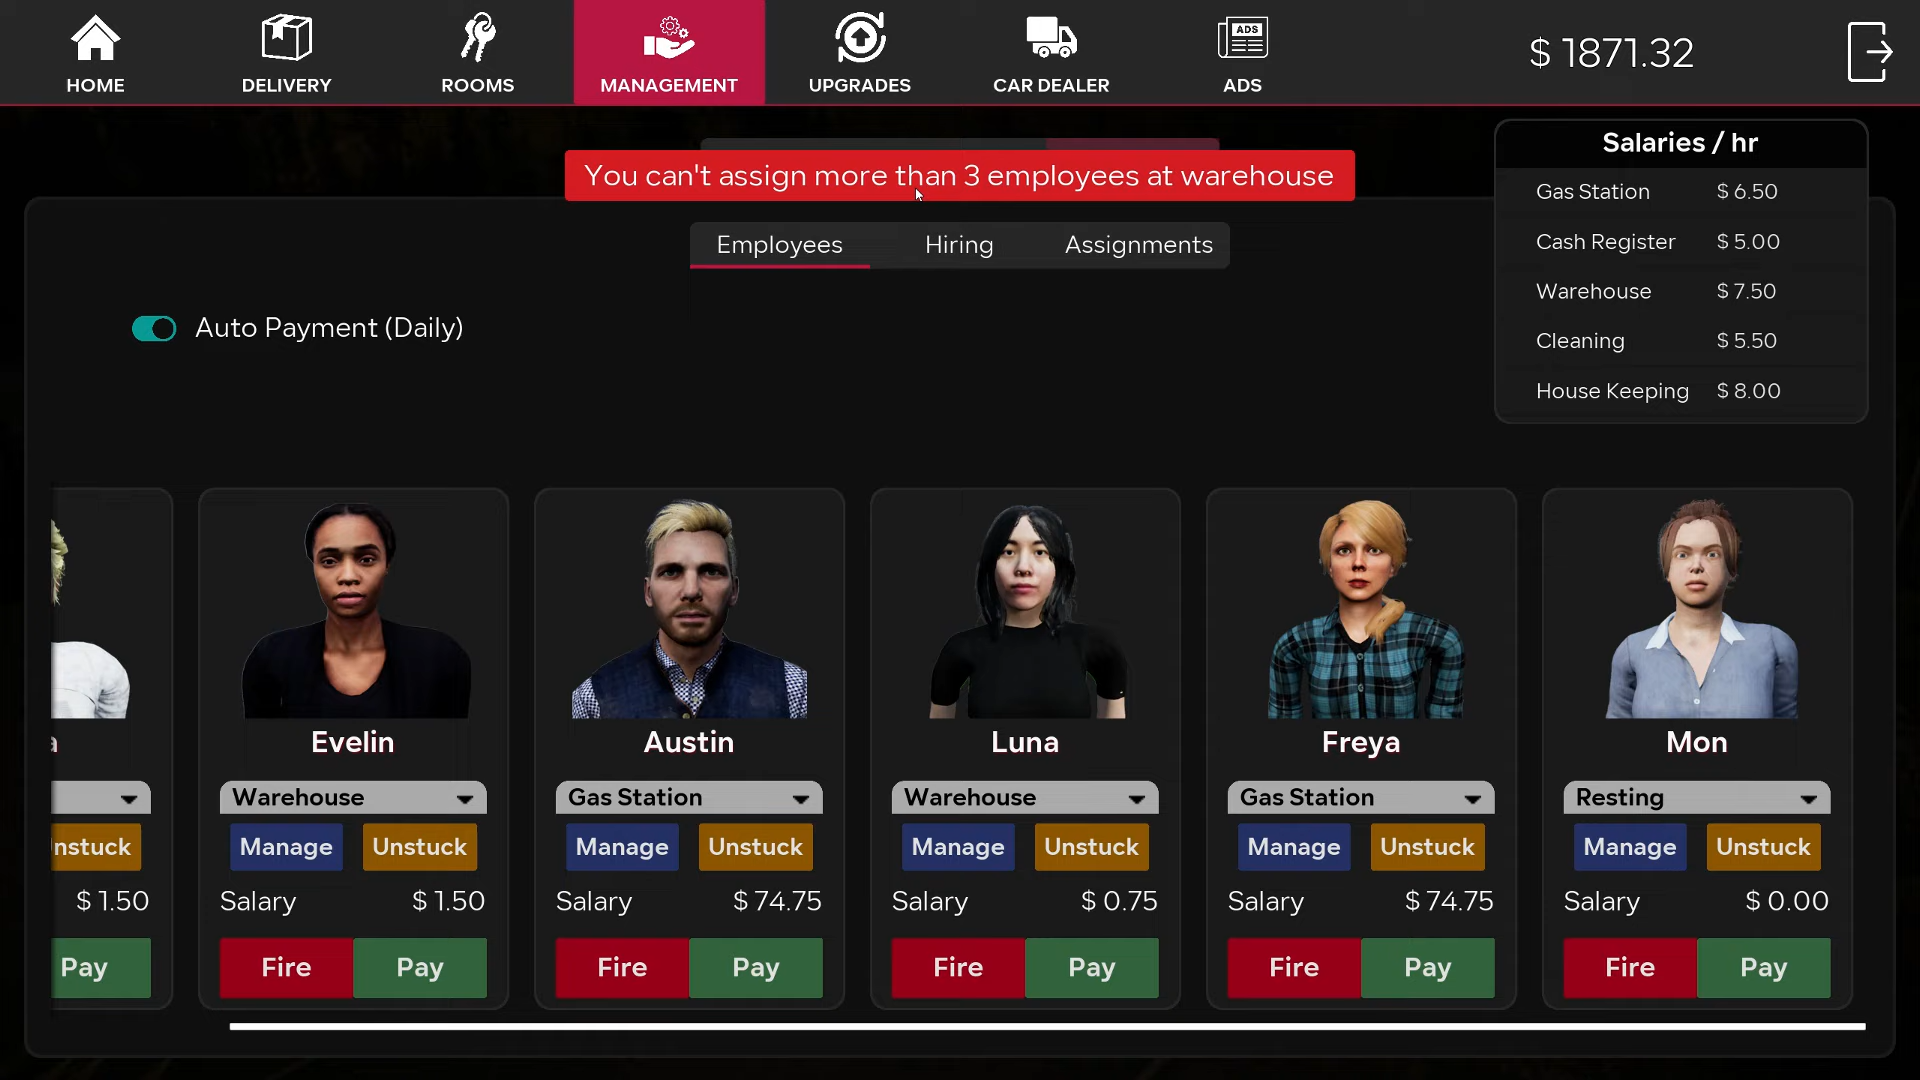 HOME
DELIVERY
ROOMS
MANAGEMENT
UPGRADES
CAR DEALER
ADS
ADS
$ 1871.32
You can't assign more than 3 employees at warehouse
Salaries / hr
Gas Station $ 6.50
Cash Register $ 5.00
Warehouse $ 7.50
Cleaning $ 5.50
House Keeping $ 8.00
Employees
Hiring
Assignments
Auto Payment (Daily)
a
nstuck
$ 1.50
Pay
Evelin
Warehouse
Manage Unstuck
Salary $ 1.50
Fire Pay
Austin
Gas Station
Manage Unstuck
Salary $ 74.75
Fire Pay
Luna
Warehouse
Manage Unstuck
Salary $ 0.75
Fire Pay
Freya
Gas Station
Manage Unstuck
Salary $ 74.75
Fire Pay
Mon
Resting
Manage Unstuck
Salary $ 0.00
Fire Pay